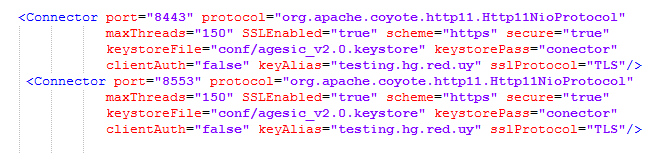 <Connector port="8443" protocol="org.apache.coyote.http11.Http11NioProtocol"
maxThreads="150" SSLEnabled="true" scheme="https" secure="true"
keystoreFile="conf/agesic_v2.0.keystore" keystorePass="conector"
clientAuth="false" keyAlias="testing.hg.red.uy" sslProtocol="TLS"/>
<Connector port="8553" protocol="org.apache.coyote.http11.Http11NioProtocol"
maxThreads="150" SSLEnabled="true" scheme="https" secure="true"
keystoreFile="conf/agesic_v2.0.keystore" keystorePass="conector"
clientAuth="false" keyAlias="testing.hg.red.uy" sslProtocol="TLS"/>